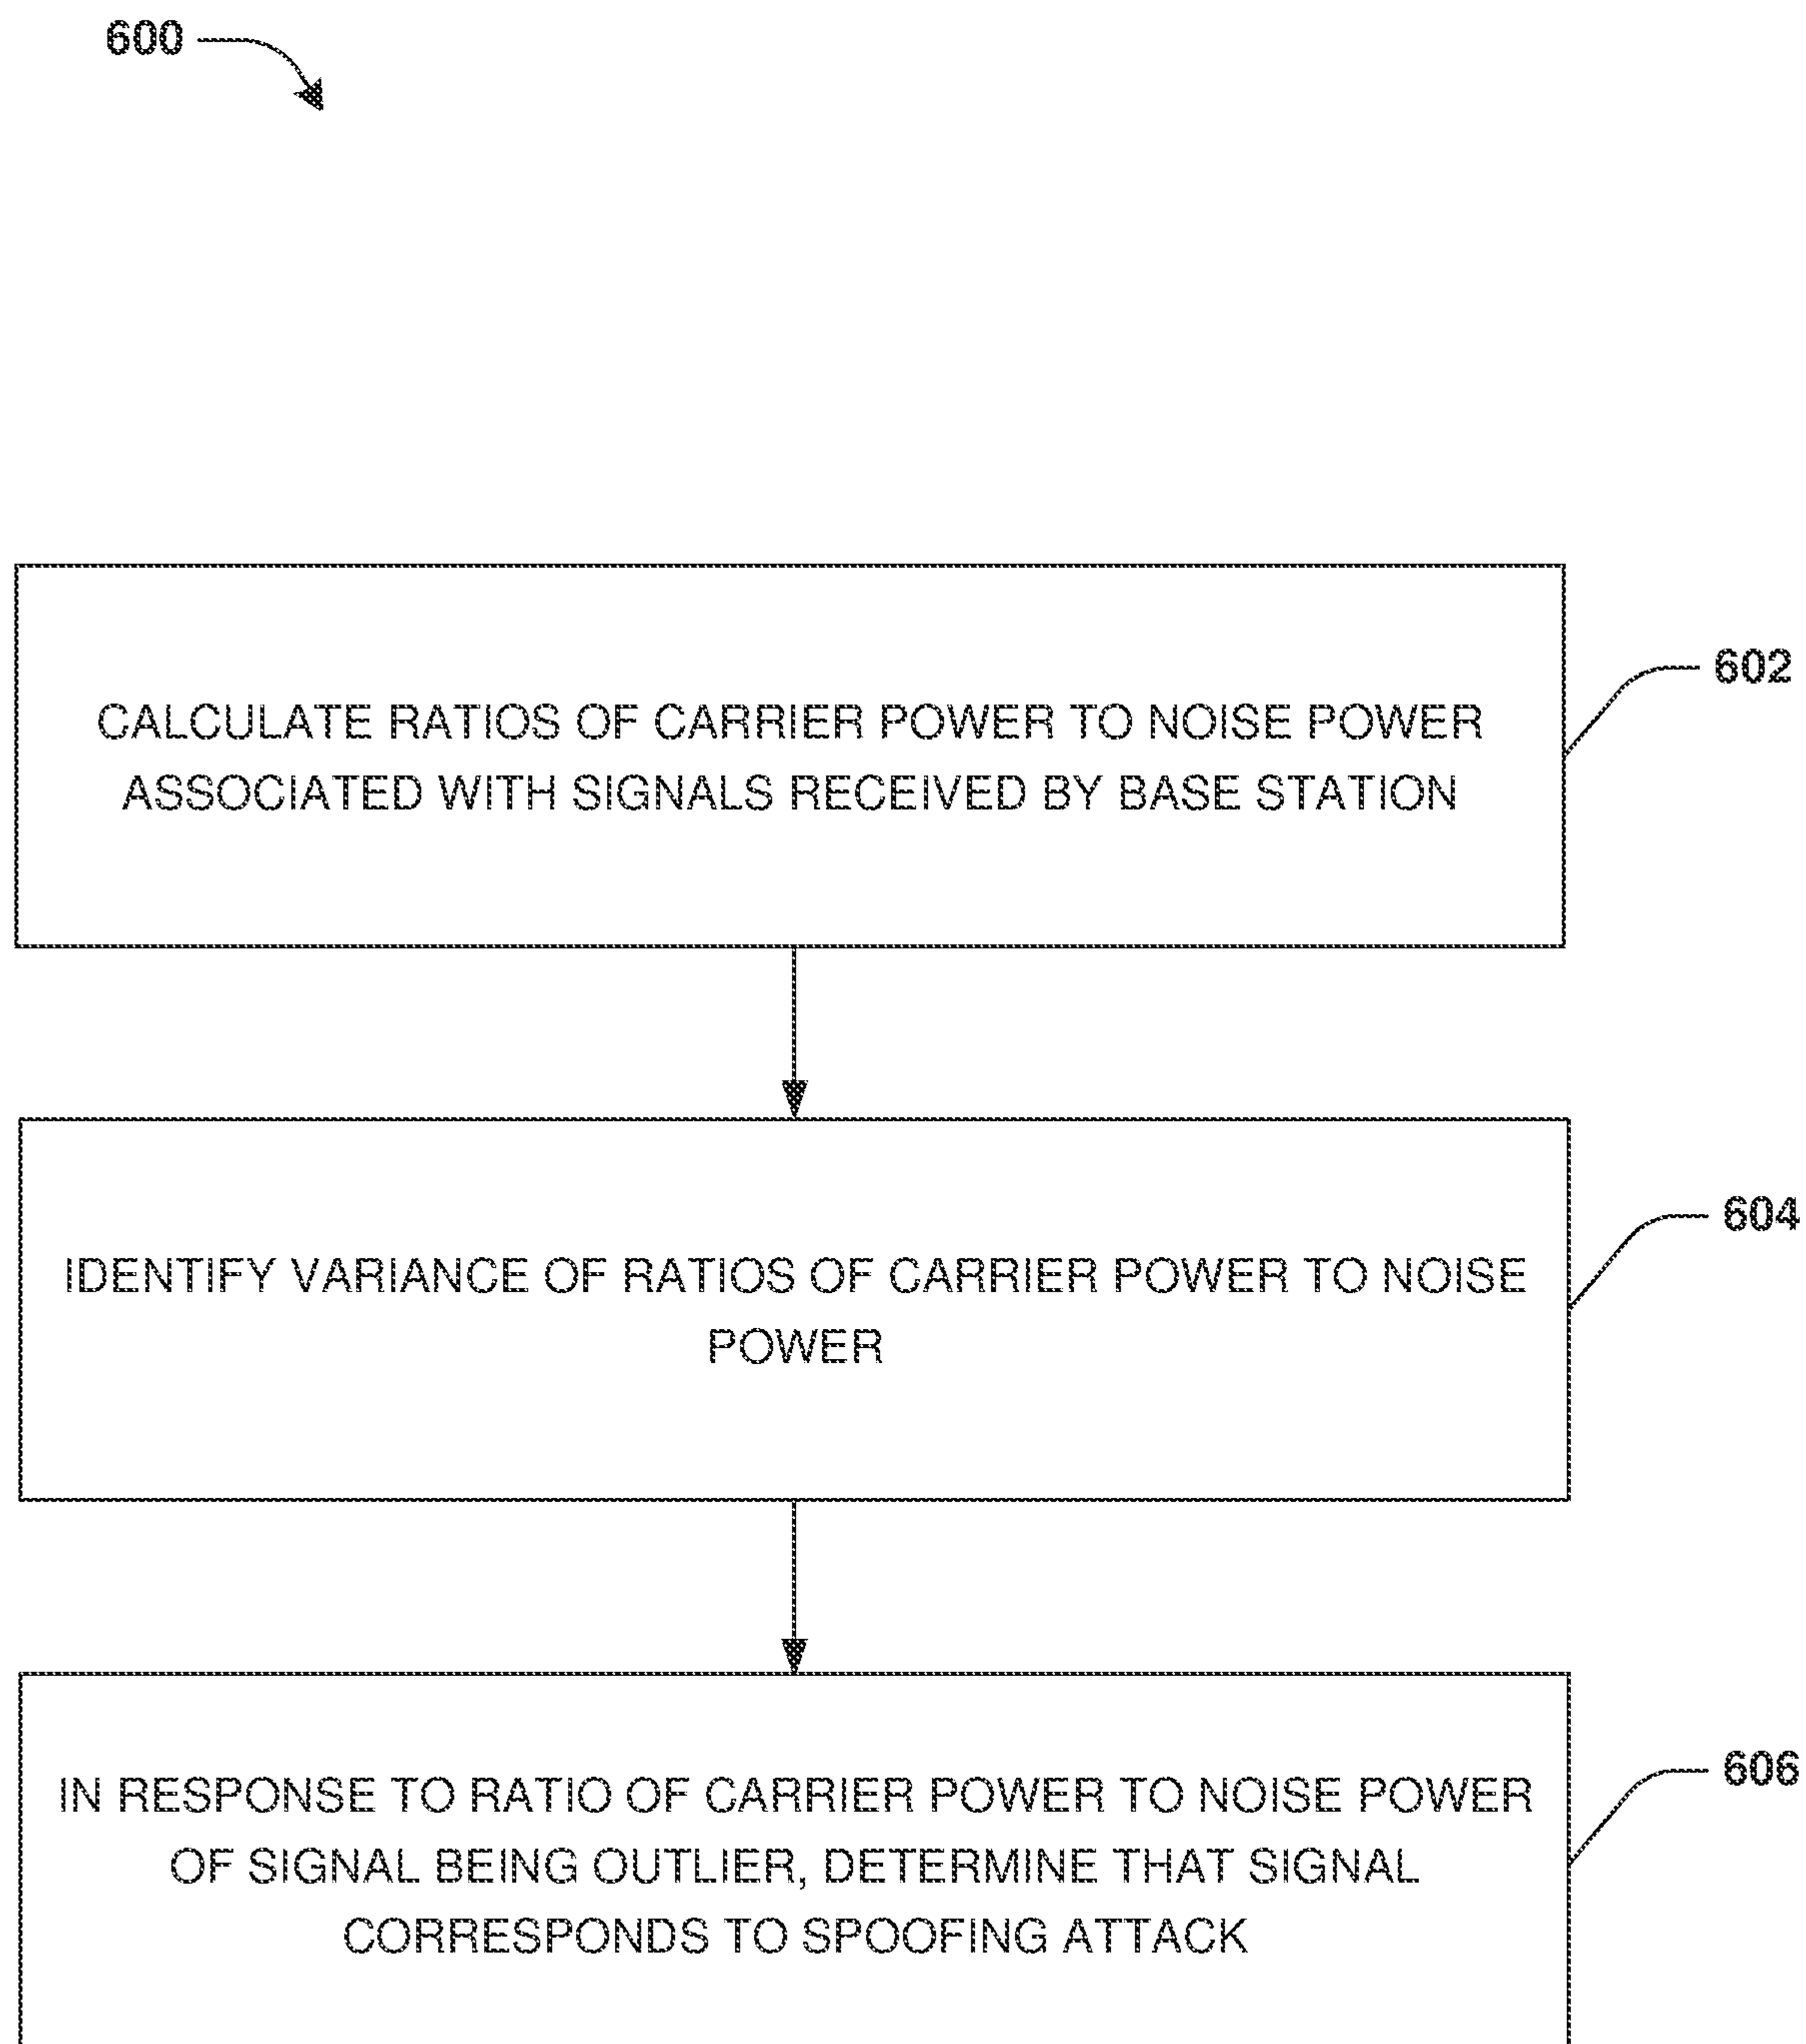 600
CALCULATE RATIOS OF CARRIER POWER TO NOISE POWER
ASSOCIATED WITH SIGNALS RECEIVED BY BASE STATION
602
IDENTIFY VARIANCE OF RATIOS OF CARRIER POWER TO NOISE
POWER
604
IN RESPONSE TO RATIO OF CARRIER POWER TO NOISE POWER
OF SIGNAL BEING OUTLIER, DETERMINE THAT SIGNAL
CORRESPONDS TO SPOOFING ATTACK
606